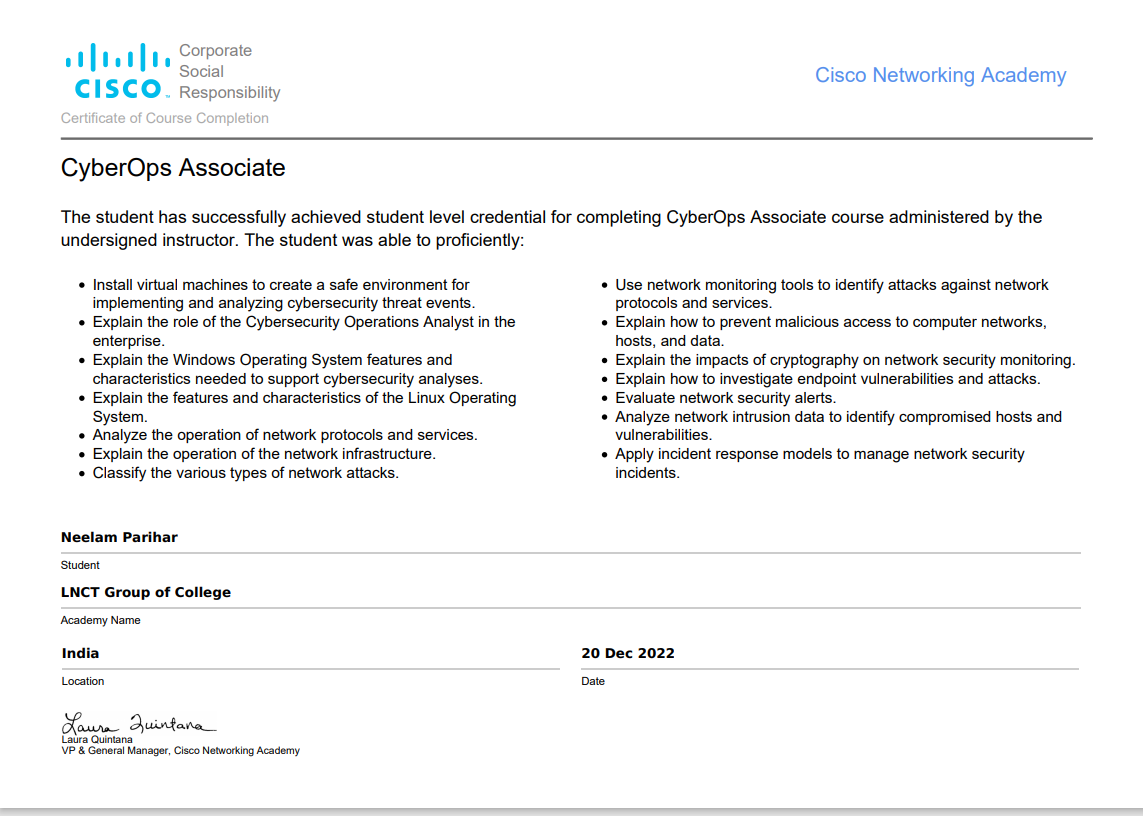 Corporate
Social
Responsibility
CISCO
Certificate of Course Completion
Cisco Networking Academy
CyberOps Associate
The student has successfully achieved student level credential for completing CyberOps Associate course administered by the
undersigned instructor. The student was able to proficiently:
• Install virtual machines to create a safe environment for
implementing and analyzing cybersecurity threat events.
• Explain the role of the Cybersecurity Operations Analyst in the
enterprise.
• Explain the Windows Operating System features and
characteristics needed to support cybersecurity analyses.
• Explain the features and characteristics of the Linux Operating
System.
• Analyze the operation of network protocols and services.
• Explain the operation of the network infrastructure.
• Classify the various types of network attacks.
• Use network monitoring tools to identify attacks against network
protocols and services.
• Explain how to prevent malicious access to computer networks,
hosts, and data.
• Explain the impacts of cryptography on network security monitoring.
• Explain how to investigate endpoint vulnerabilities and attacks.
• Evaluate network security alerts.
• Analyze network intrusion data to identify compromised hosts and
vulnerabilities.
• Apply incident response models to manage network security
incidents.
Neelam Parihar
Student
LNCT Group of College
Academy Name
India
Location
20 Dec 2022
Date
Laura Quintana
Laura Quintana
VP & General Manager, Cisco Networking Academy